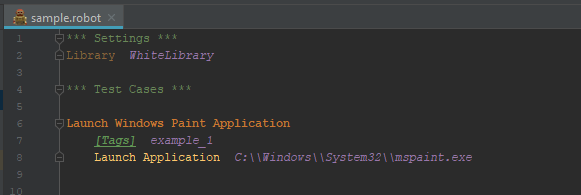 sample.robot
1 *** Settings ***
2 Library  WhiteLibrary
3
4 *** Test Cases ***
5
6 Launch Windows Paint Application
7     [Tags]  example_1
8     Launch Application  C:\\Windows\\System32\\mspaint.exe
9
10